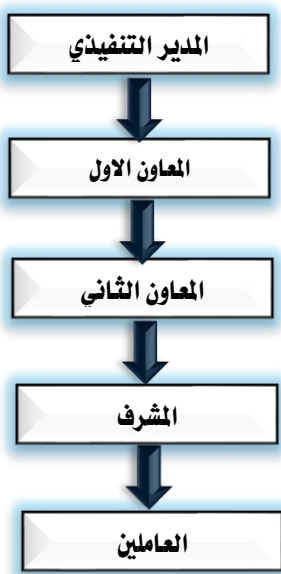 المدير التنفيذي
المعاون الاول
المعاون الثاني
المشرف
العاملين